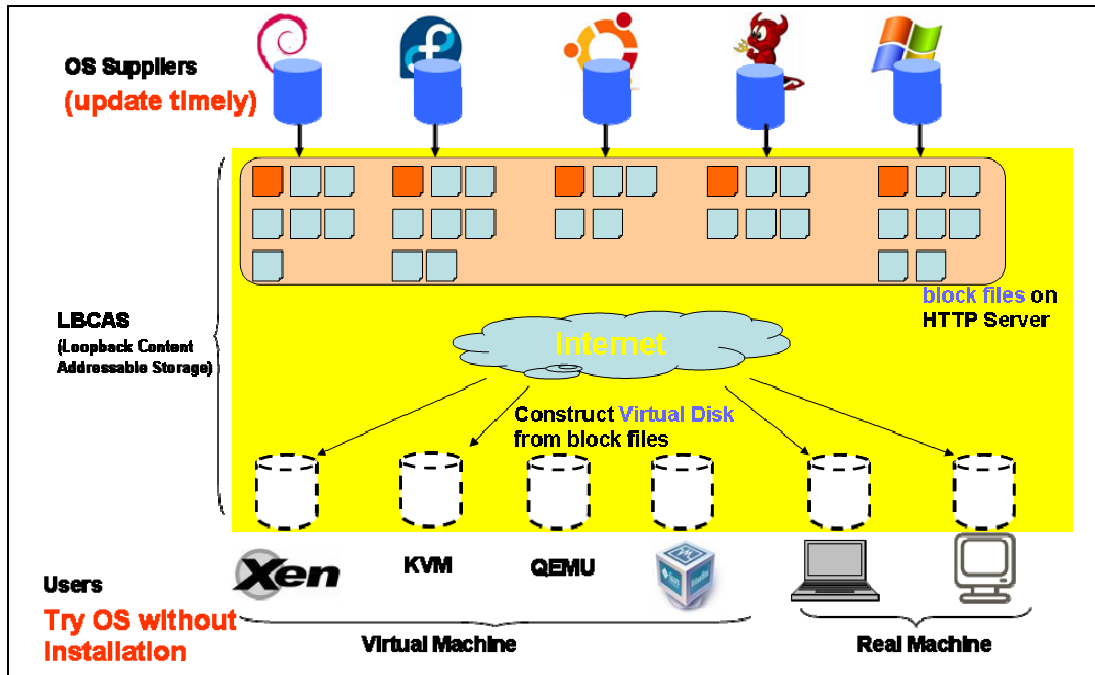 OS Suppliers
(update timely)
block files on
HTTP Server
LBCAS
(Loopback Content
Addressable Storage)
Internet
Construct Virtual Disk
from block files
Xen
KVM
QEMU
Users
Try OS without
Installation
Virtual Machine
Real Machine